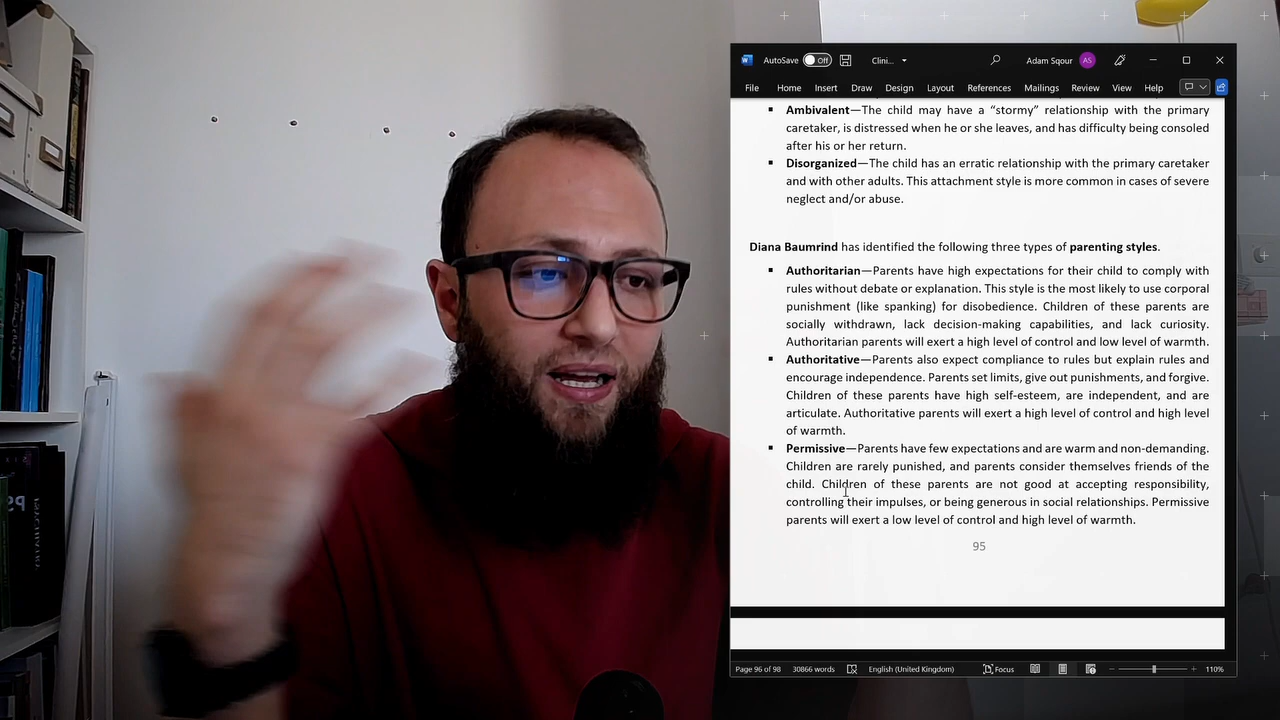 AutoSave Off Clini... Adam Sqour AS
File Home Insert Draw Design Layout References Mailings Review View Help
▪ Ambivalent—The child may have a “stormy” relationship with the primary
caretaker, is distressed when he or she leaves, and has difficulty being consoled
after his or her return.
▪ Disorganized—The child has an erratic relationship with the primary caretaker
and with other adults. This attachment style is more common in cases of severe
neglect and/or abuse.
Diana Baumrind has identified the following three types of parenting styles.
▪ Authoritarian—Parents have high expectations for their child to comply with
rules without debate or explanation. This style is the most likely to use corporal
punishment (like spanking) for disobedience. Children of these parents are
socially withdrawn, lack decision-making capabilities, and lack curiosity.
Authoritarian parents will exert a high level of control and low level of warmth.
▪ Authoritative—Parents also expect compliance to rules but explain rules and
encourage independence. Parents set limits, give out punishments, and forgive.
Children of these parents have high self-esteem, are independent, and are
articulate. Authoritative parents will exert a high level of control and high level
of warmth.
▪ Permissive—Parents have few expectations and are warm and non-demanding.
Children are rarely punished, and parents consider themselves friends of the
child. Children of these parents are not good at accepting responsibility,
controlling their impulses, or being generous in social relationships. Permissive
parents will exert a low level of control and high level of warmth.
95
Page 96 of 98 30866 words English (United Kingdom) Focus 110%